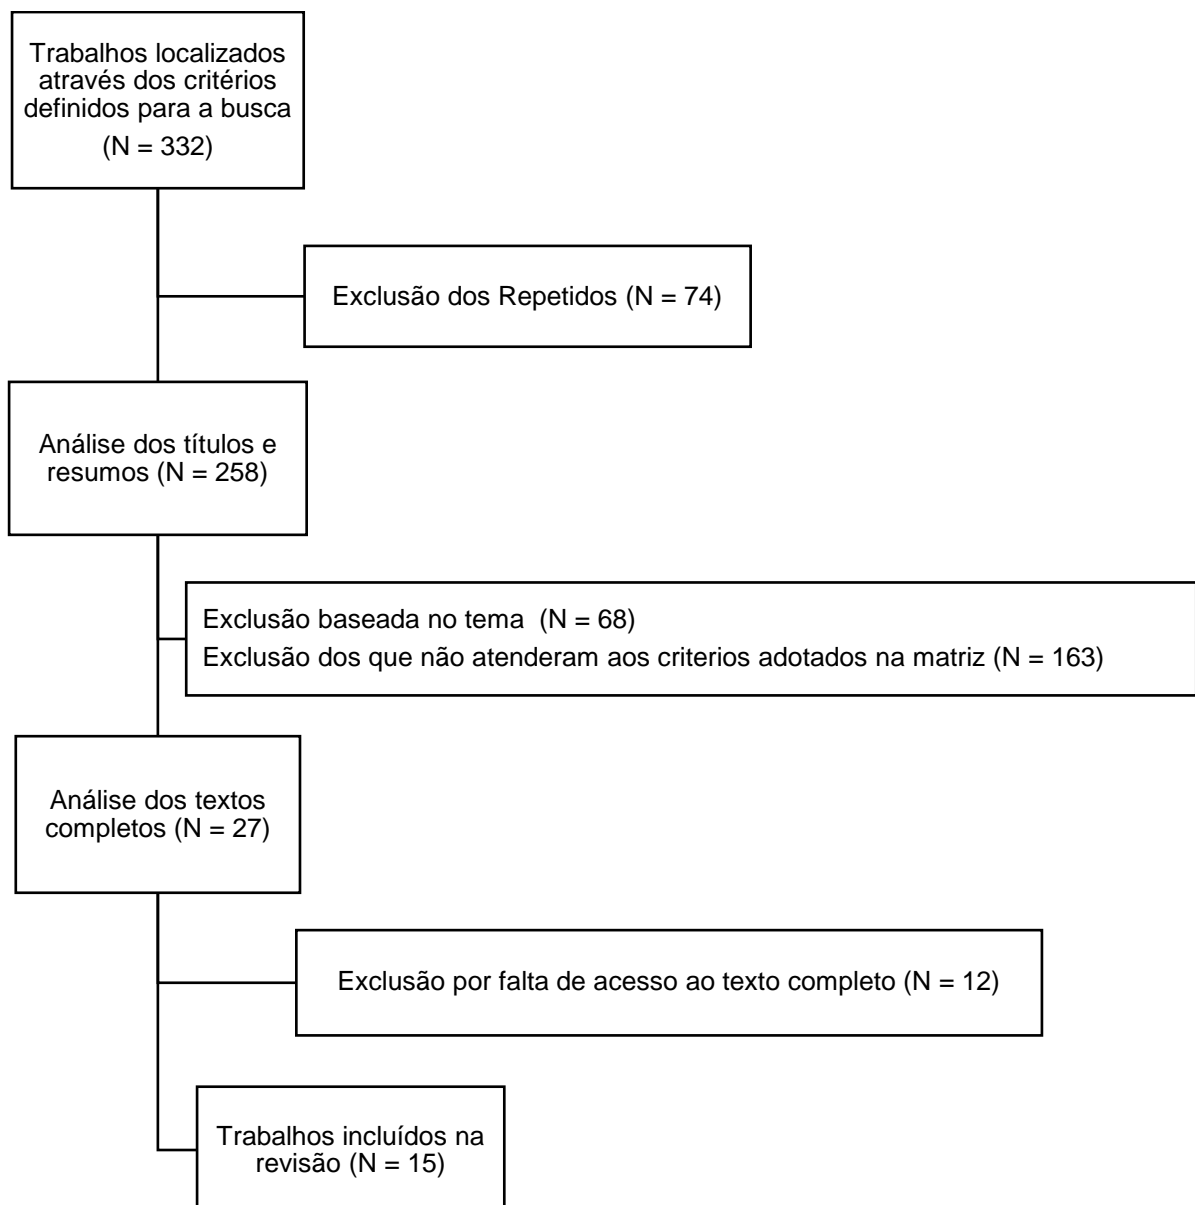 Trabalhos localizados
através dos critérios
definidos para a busca
(N = 332)
Exclusão dos Repetidos (N = 74)
Análise dos títulos e
resumos (N = 258)
Exclusão baseada no tema  (N = 68)
Exclusão dos que não atenderam aos criterios adotados na matriz (N = 163)
Análise dos textos
completos (N = 27)
Exclusão por falta de acesso ao texto completo (N = 12)
Trabalhos incluídos na
revisão (N = 15)